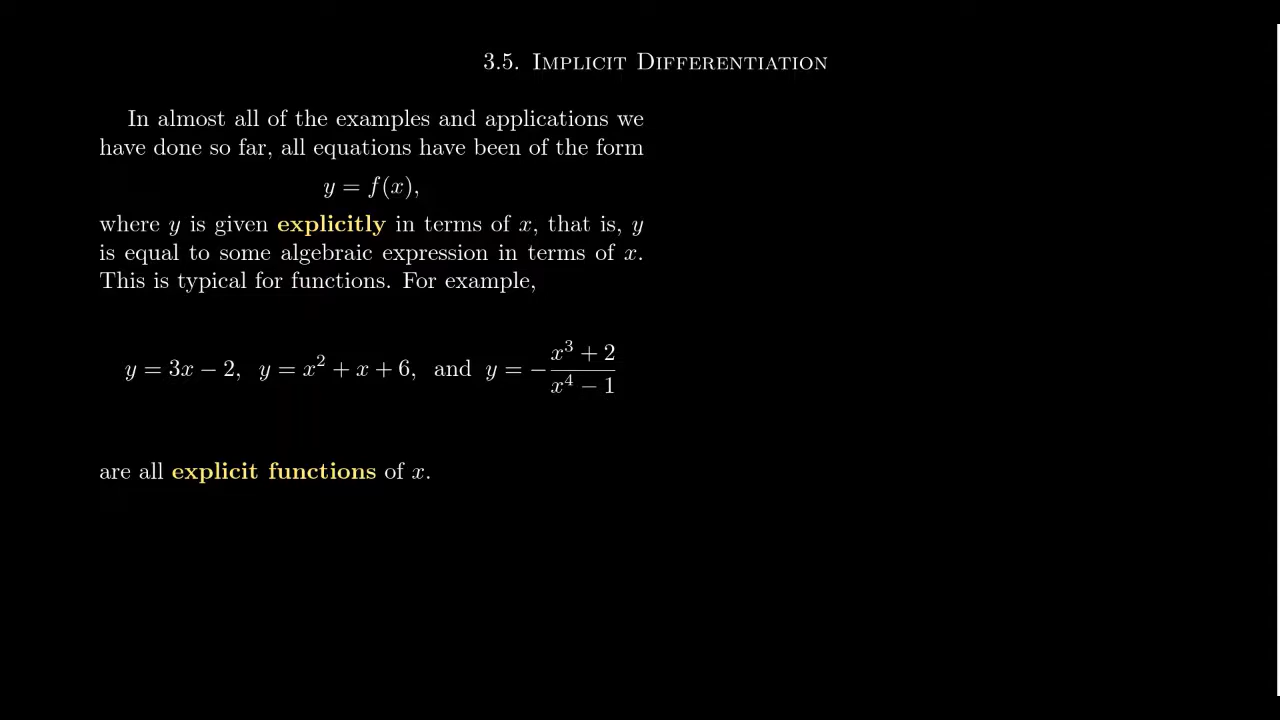 3.5. Implicit Differentiation
In almost all of the examples and applications we
have done so far, all equations have been of the form
y = f(x),
where y is given explicitly in terms of x, that is, y
is equal to some algebraic expression in terms of x.
This is typical for functions. For example,
y = 3x − 2, y = x² + x + 6, and y = −(x³ + 2)/(x⁴ − 1)
are all explicit functions of x.